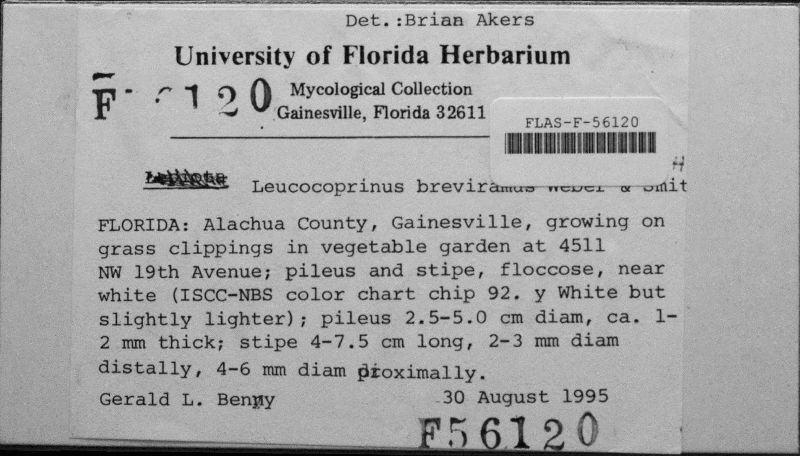 Det.:Brian Akers
University of Florida Herbarium
Mycological Collection
Gainesville, Florida 32611
FLAS-F-56120
Leucocoprinus breviramus Weber & Smith
FLORIDA: Alachua County, Gainesville, growing on
grass clippings in vegetable garden at 4511
NW 19th Avenue; pileus and stipe, floccose, near
white (ISCC-NBS color chart chip 92. y White but
slightly lighter); pileus 2.5-5.0 cm diam, ca. 1-
2 mm thick; stipe 4-7.5 cm long, 2-3 mm diam
distally, 4-6 mm diam proximally.
Gerald L. Benny 30 August 1995
F56120